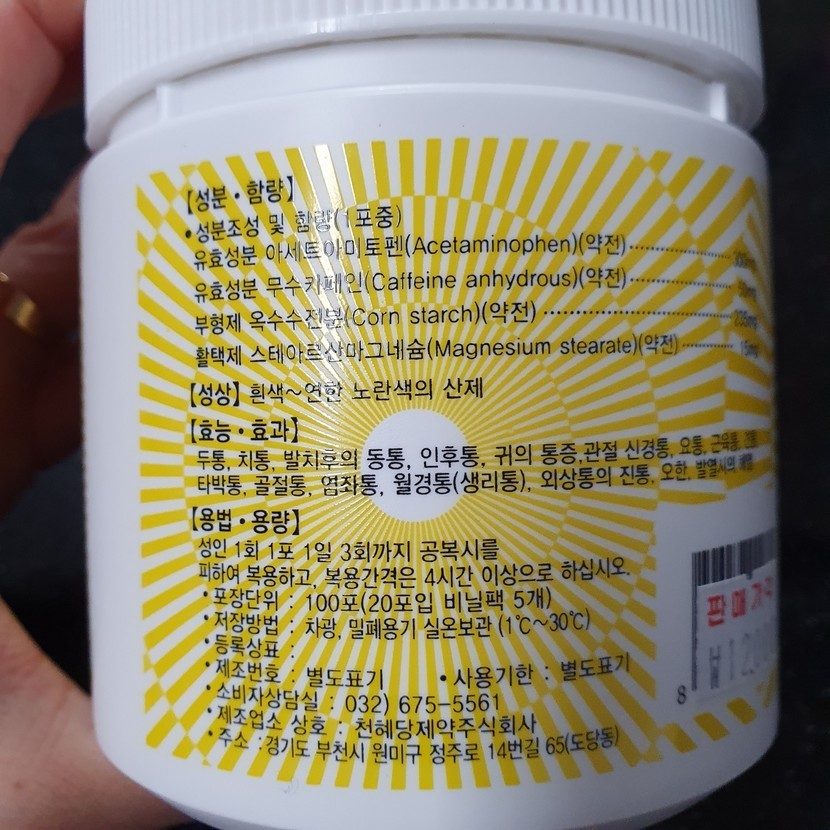 【성분·함량】
•성분조성 및 함량(1포중)
유효성분 아세트아미토펜(Acetaminophen)(약전)
유효성분 무수카페인(Caffeine anhydrous)(약전) 50mg
부형제 옥수수전분(Corn starch)(약전) 235mg
활택제 스테아르산마그네슘(Magnesium stearate)(약전) 15mg
【성상】 흰색~연한 노란색의 산제
【효능·효과】
두통, 치통, 발치후의 동통, 인후통, 귀의 통증,관절 신경통, 요통, 근육통,
타박통, 골절통, 염좌통, 월경통(생리통), 외상통의 진통, 오한, 발열시의 해열
【용법·용량】
성인 1회 1포 1일 3회까지 공복시를
피하여 복용하고, 복용간격은 4시간 이상으로 하십시오.
•포장단위 : 100포(20포입 비닐팩 5개)
•저장방법 : 차광, 밀폐용기 실온보관 (1℃~30℃)
•등록상표 :
•제조번호 : 별도표기 •사용기한 : 별도표기
•소비자상담실 : 032) 675-5561
•제조업소 상호 : 천혜당제약주식회사
•주소 :경기도 부천시 원미구 정주로 14번길 65(도당동)
판매가격
8